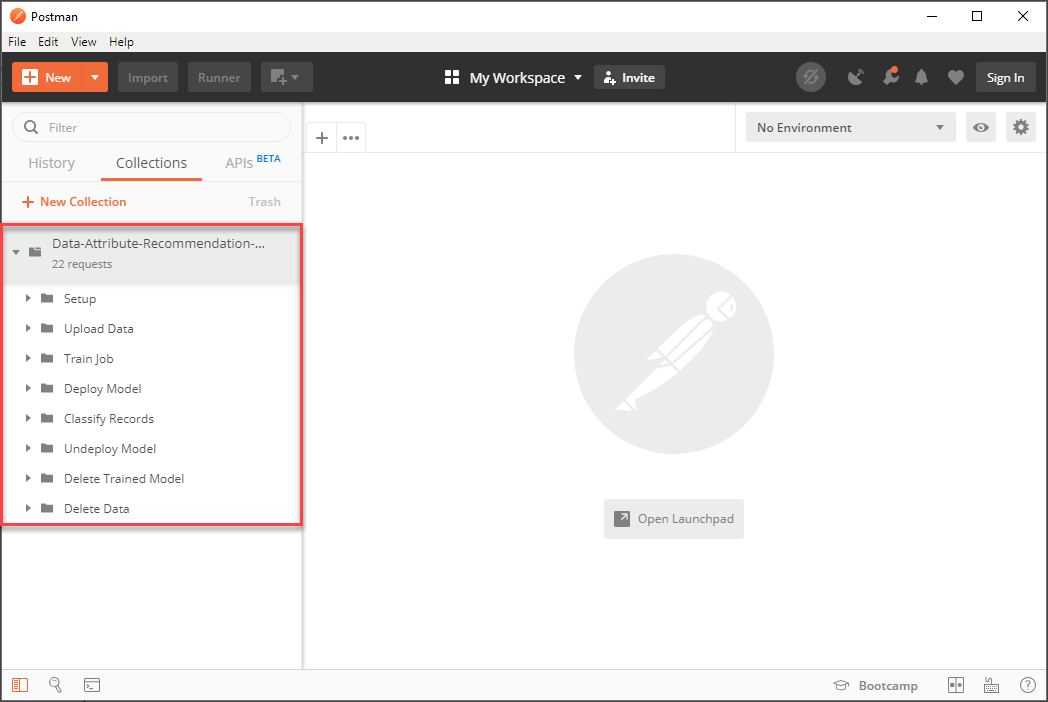 Postman
File Edit View Help
New Import Runner My Workspace Invite Sign In
Filter
No Environment
History Collections APIs BETA
New Collection Trash
Data-Attribute-Recommendation-...
22 requests
Setup
Upload Data
Train Job
Deploy Model
Classify Records
Undeploy Model
Delete Trained Model
Delete Data
Open Launchpad
Bootcamp